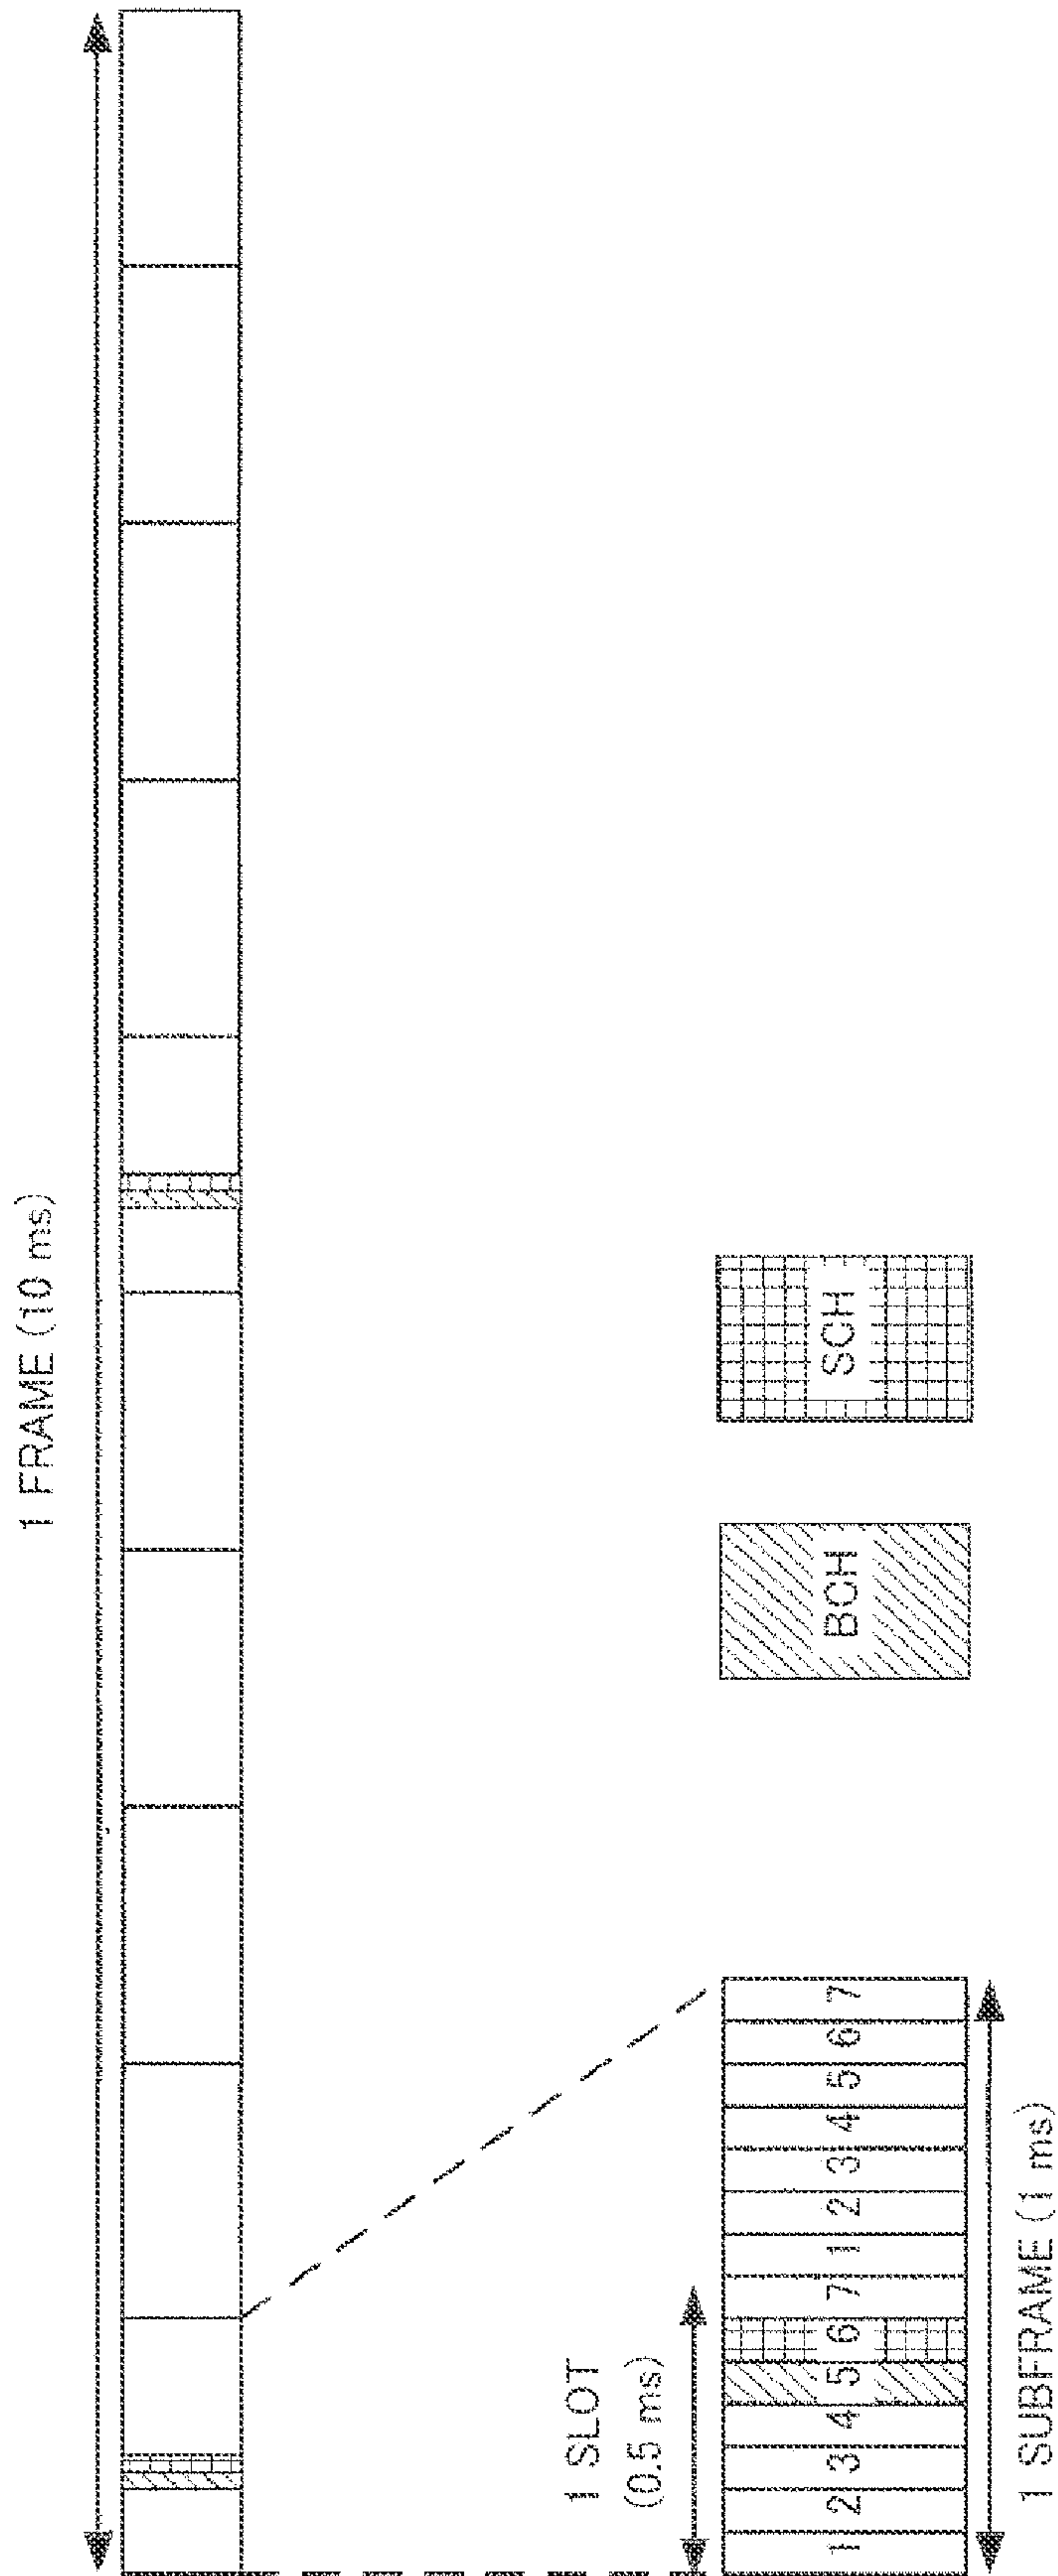 1 FRAME (10 ms)
SCH
BCH
1 SLOT
(0.5 ms)
1 2 3 4 5 6 7 1 2 3 4 5 6 7
1 SUBFRAME (1 ms)